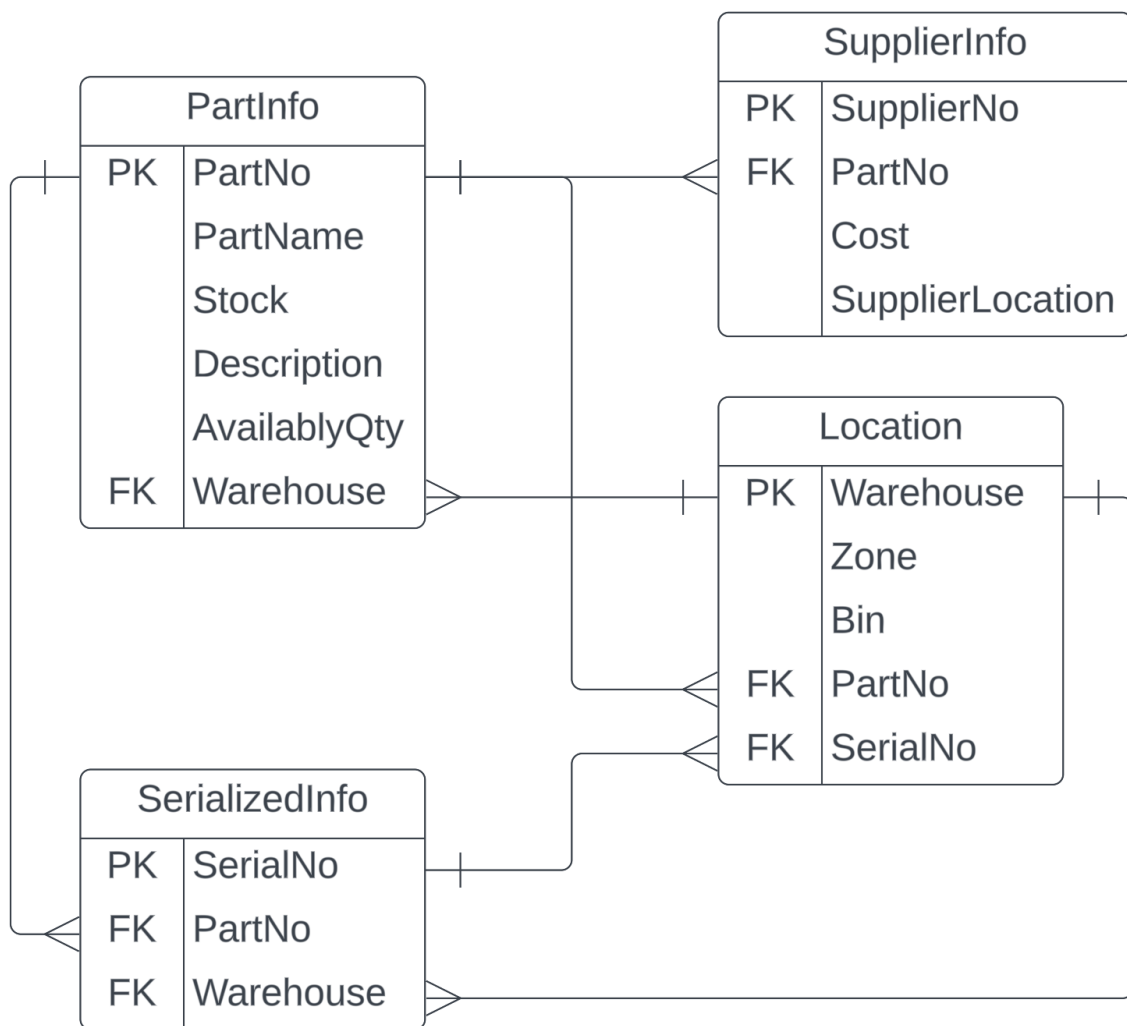 PartInfo
PK PartNo
PartName
Stock
Description
AvailablyQty
FK Warehouse
SupplierInfo
PK SupplierNo
FK PartNo
Cost
SupplierLocation
Location
PK Warehouse
Zone
Bin
FK PartNo
FK SerialNo
SerializedInfo
PK SerialNo
FK PartNo
FK Warehouse